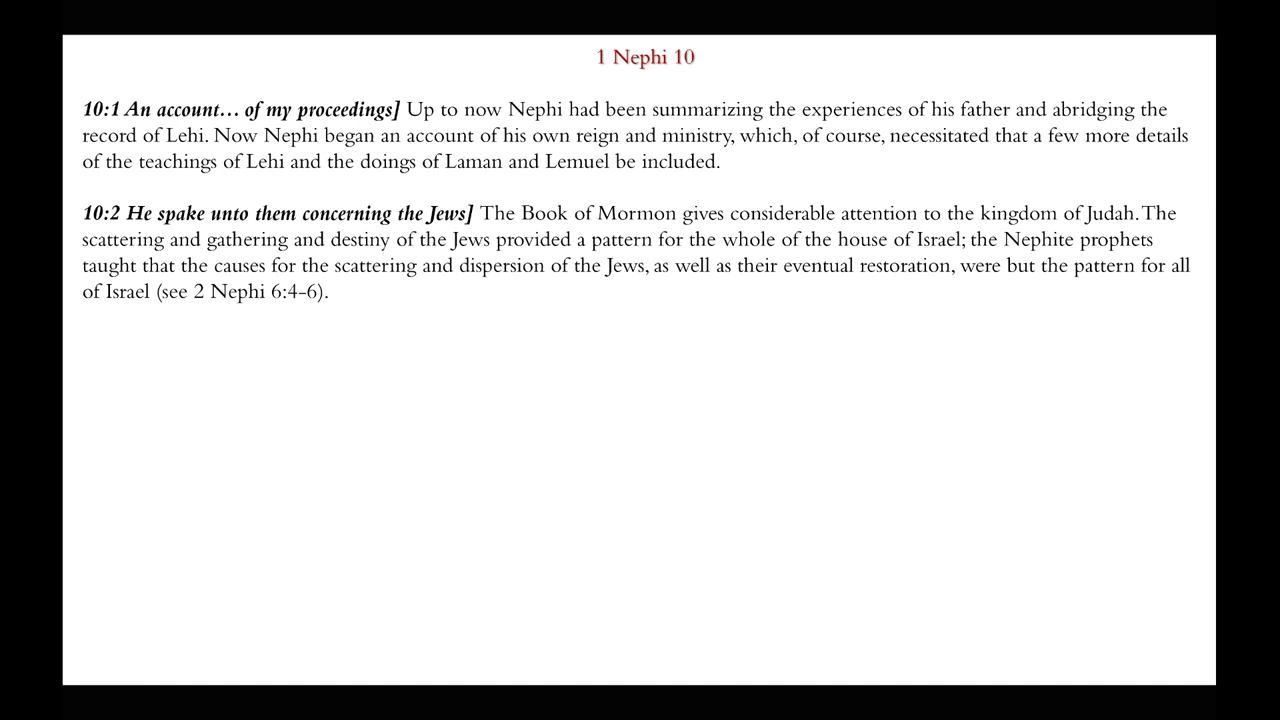 1 Nephi 10
10:1 An account... of my proceedings] Up to now Nephi had been summarizing the experiences of his father and abridging the
record of Lehi. Now Nephi began an account of his own reign and ministry, which, of course, necessitated that a few more details
of the teachings of Lehi and the doings of Laman and Lemuel be included.
10:2 He spake unto them concerning the Jews] The Book of Mormon gives considerable attention to the kingdom of Judah. The
scattering and gathering and destiny of the Jews provided a pattern for the whole of the house of Israel; the Nephite prophets
taught that the causes for the scattering and dispersion of the Jews, as well as their eventual restoration, were but the pattern for all
of Israel (see 2 Nephi 6:4-6).